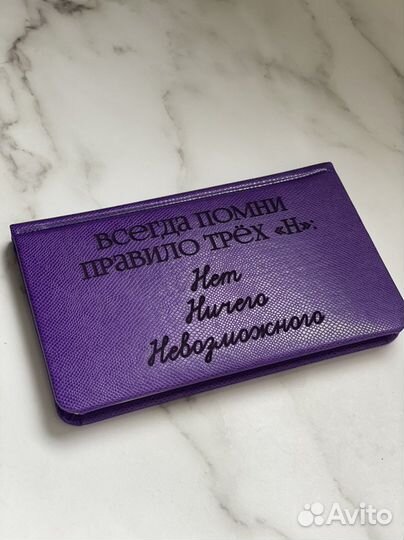 Всегда помни
правило трёх «Н»:
Нет
Ничего
Невозможного
Avito